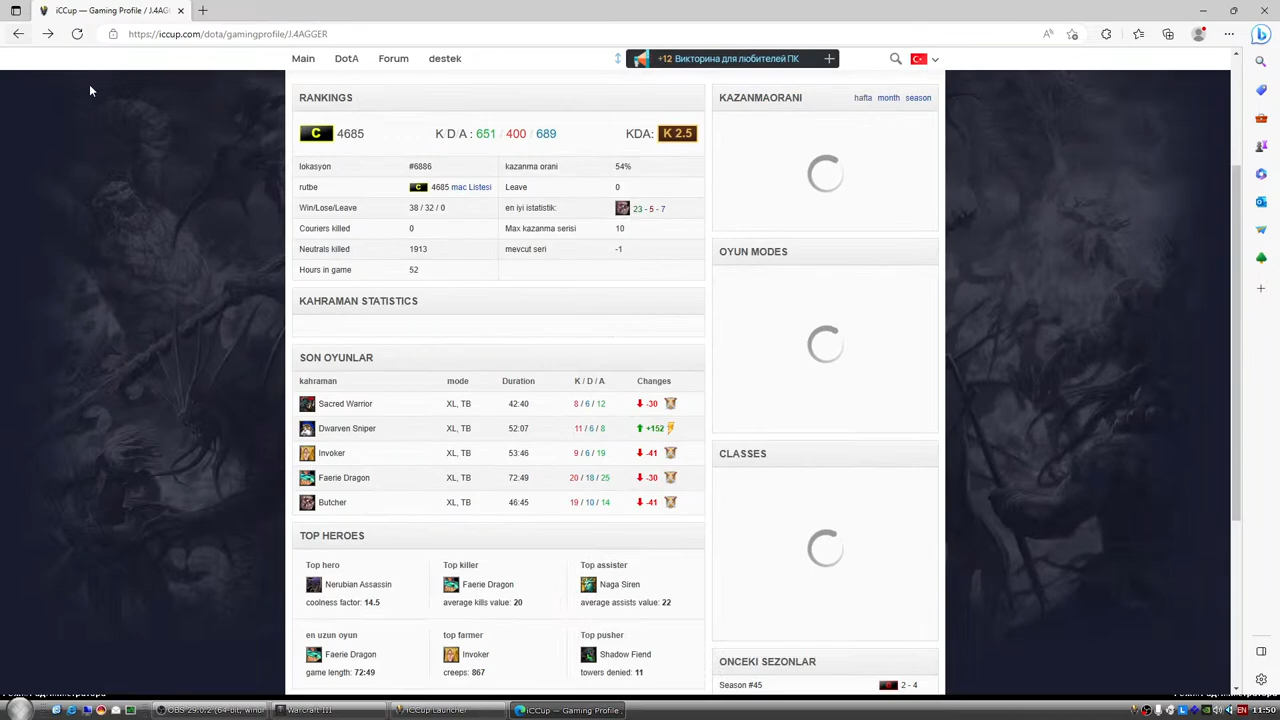 iCCup — Gaming Profile / J.4AGG
https://iccup.com/dota/gamingprofile/J.4AGGER
Main DotA Forum destek
+12 Викторина для любителей ПК
RANKINGS
C 4685 K D A : 651 / 400 / 689 KDA: K 2.5
lokasyon #6886 kazanma orani 54%
rutbe C 4685 mac Listesi Leave 0
Win/Lose/Leave 38 / 32 / 0 en iyi istatistik: 23 - 5 - 7
Couriers killed 0 Max kazanma serisi 10
Neutrals killed 1913 mevcut seri -1
Hours in game 52
KAHRAMAN STATISTICS
SON OYUNLAR
kahraman mode Duration K / D / A Changes
Sacred Warrior XL, TB 42:40 8 / 6 / 12 -30
Dwarven Sniper XL, TB 52:07 11 / 6 / 8 +152
Invoker XL, TB 53:46 9 / 6 / 19 -41
Faerie Dragon XL, TB 72:49 20 / 18 / 25 -30
Butcher XL, TB 46:45 19 / 10 / 14 -41
TOP HEROES
Top hero Top killer Top assister
Nerubian Assassin Faerie Dragon Naga Siren
coolness factor: 14.5 average kills value: 20 average assists value: 22
en uzun oyun top farmer Top pusher
Faerie Dragon Invoker Shadow Fiend
game length: 72:49 creeps: 867 towers denied: 11
KAZANMAORANI hafta month season
OYUN MODES
CLASSES
ONCEKI SEZONLAR
Season #45 C 2 - 4
OBS 29.0.2 (64-bit, wind
Warcraft III
iCCup Launcher
iCCup — Gaming Profile
EN 11:50